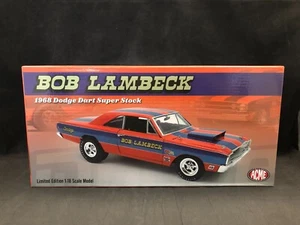 BOB LAMBECK
1968 Dodge Dart Super Stock
BOB LAMBECK
Limited Edition 1:18 Scale Model
ACME